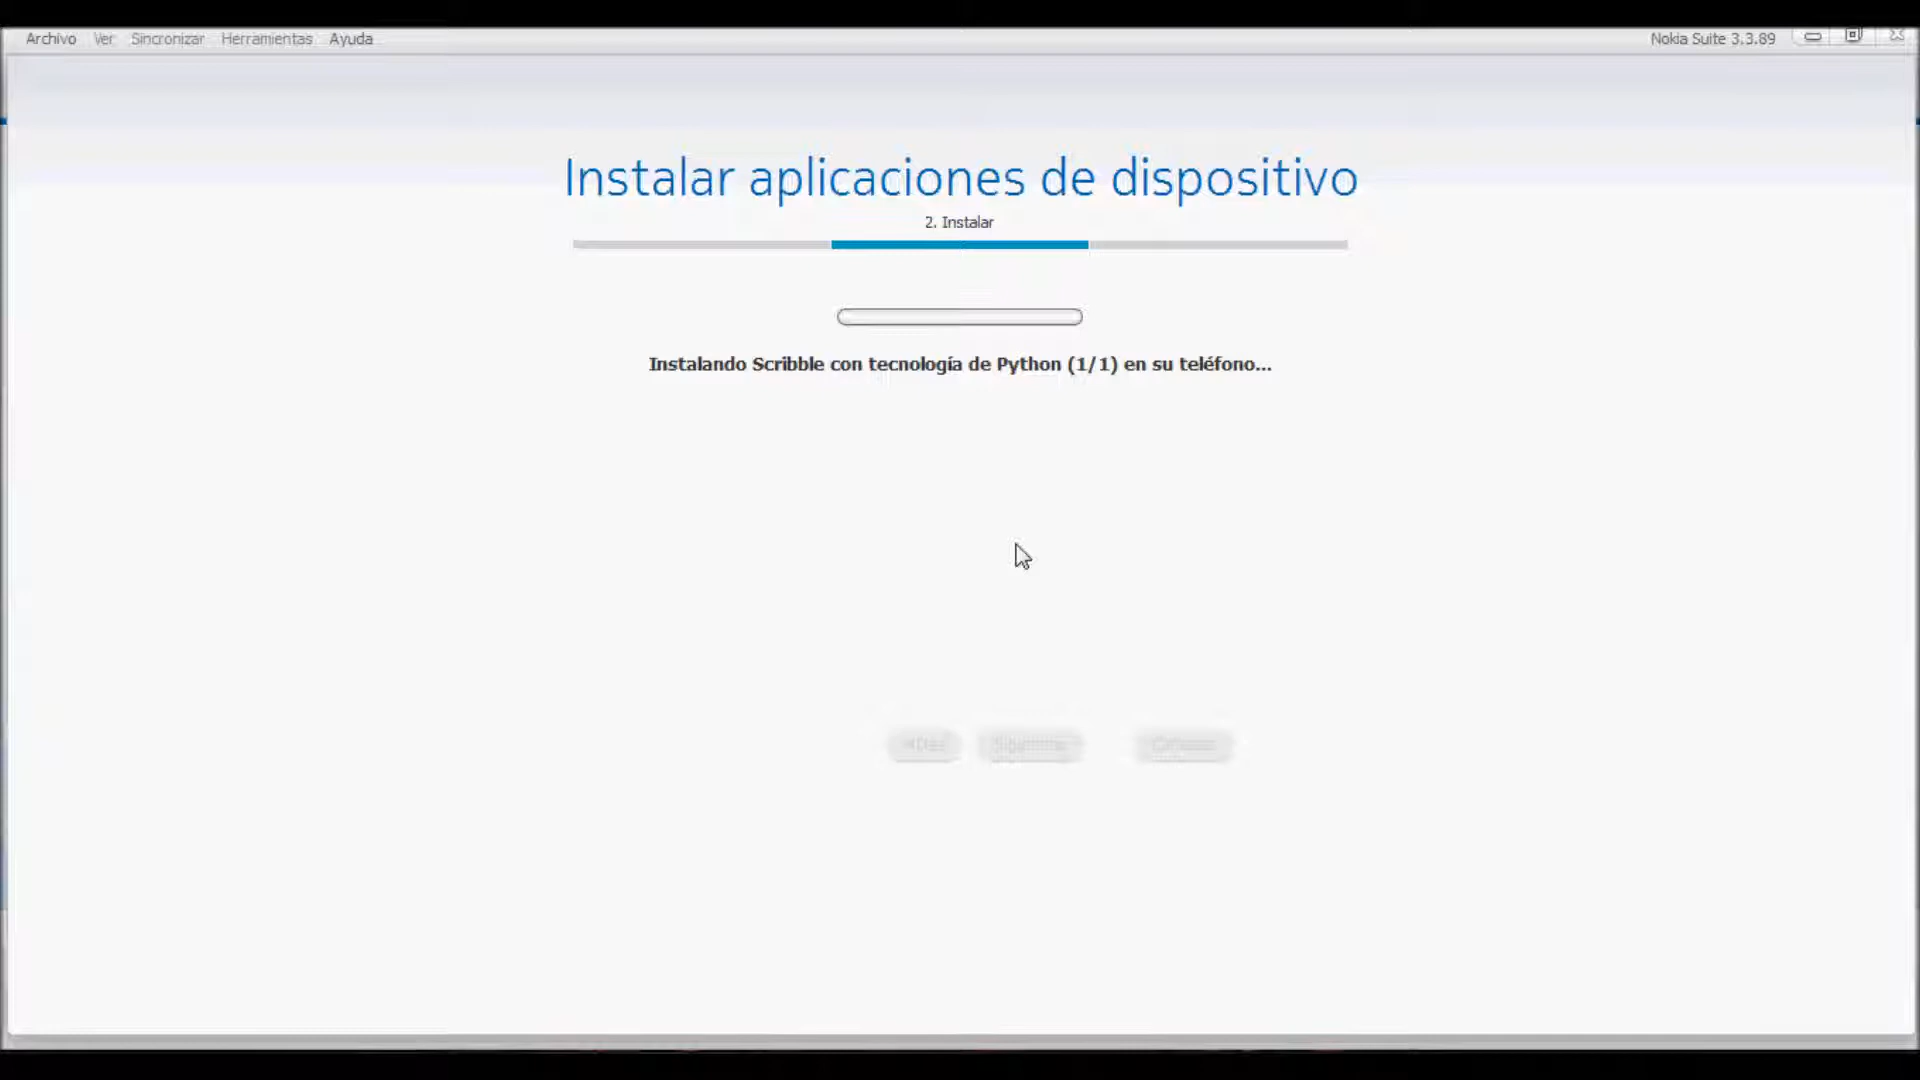 Archivo Ver Sincronizar Herramientas Ayuda
Nokia Suite 3.3.89
Instalar aplicaciones de dispositivo
2. Instalar
Instalando Scribble con tecnología de Python (1/1) en su teléfono...